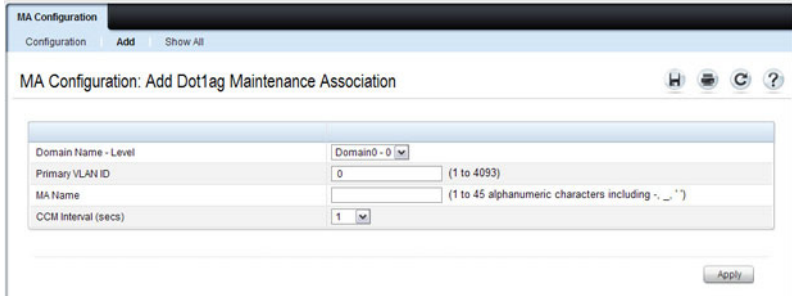 MA Configuration
Configuration Add Show All
MA Configuration: Add Dot1ag Maintenance Association
Domain Name - Level Domain0 - 0
Primary VLAN ID 0 (1 to 4093)
MA Name (1 to 45 alphanumeric characters including -, _, ' ')
CCM Interval (secs) 1
Apply